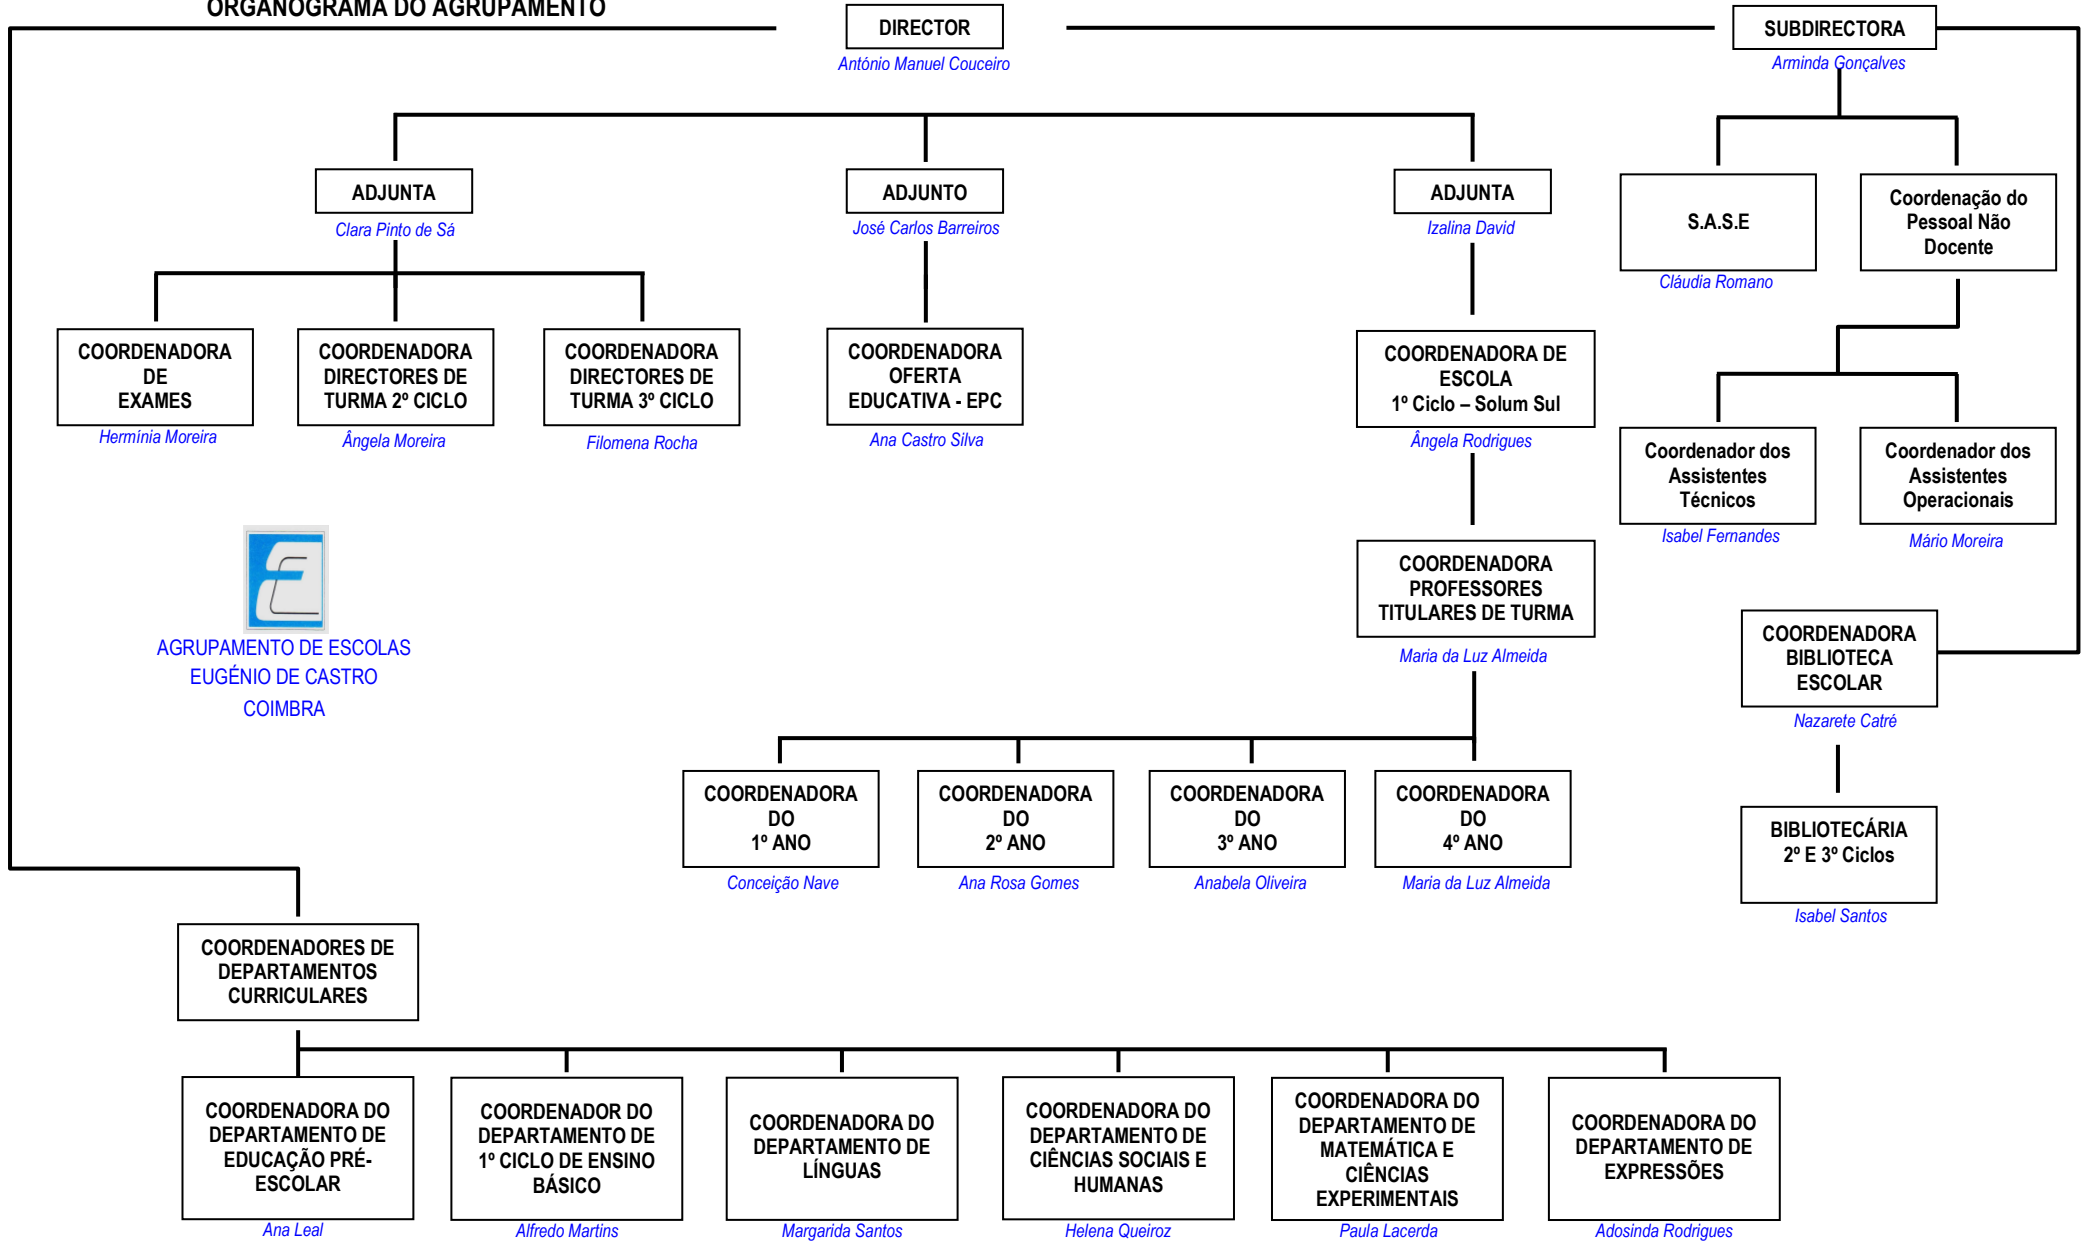 ORGANOGRAMA DO AGRUPAMENTO
DIRECTOR
António Manuel Couceiro
SUBDIRECTORA
Arminda Gonçalves
ADJUNTA
Clara Pinto de Sá
ADJUNTO
José Carlos Barreiros
ADJUNTA
Izalina David
S.A.S.E
Cláudia Romano
Coordenação do
Pessoal Não
Docente
COORDENADORA
DE
EXAMES
Hermínia Moreira
COORDENADORA
DIRECTORES DE
TURMA 2º CICLO
Ângela Moreira
COORDENADORA
DIRECTORES DE
TURMA 3º CICLO
Filomena Rocha
COORDENADORA
OFERTA
EDUCATIVA - EPC
Ana Castro Silva
COORDENADORA DE
ESCOLA
1º Ciclo – Solum Sul
Ângela Rodrigues
Coordenador dos
Assistentes
Técnicos
Isabel Fernandes
Coordenador dos
Assistentes
Operacionais
Mário Moreira
AGRUPAMENTO DE ESCOLAS
EUGÉNIO DE CASTRO
COIMBRA
COORDENADORA
PROFESSORES
TITULARES DE TURMA
Maria da Luz Almeida
COORDENADORA
BIBLIOTECA
ESCOLAR
Nazarete Catré
COORDENADORA
DO
1º ANO
Conceição Nave
COORDENADORA
DO
2º ANO
Ana Rosa Gomes
COORDENADORA
DO
3º ANO
Anabela Oliveira
COORDENADORA
DO
4º ANO
Maria da Luz Almeida
BIBLIOTECÁRIA
2º E 3º Ciclos
Isabel Santos
COORDENADORES DE
DEPARTAMENTOS
CURRICULARES
COORDENADORA DO
DEPARTAMENTO DE
EDUCAÇÃO PRÉ-
ESCOLAR
Ana Leal
COORDENADOR DO
DEPARTAMENTO DE
1º CICLO DE ENSINO
BÁSICO
Alfredo Martins
COORDENADORA DO
DEPARTAMENTO DE
LÍNGUAS
Margarida Santos
COORDENADORA DO
DEPARTAMENTO DE
CIÊNCIAS SOCIAIS E
HUMANAS
Helena Queiroz
COORDENADORA DO
DEPARTAMENTO DE
MATEMÁTICA E
CIÊNCIAS
EXPERIMENTAIS
Paula Lacerda
COORDENADORA DO
DEPARTAMENTO DE
EXPRESSÕES
Adosinda Rodrigues